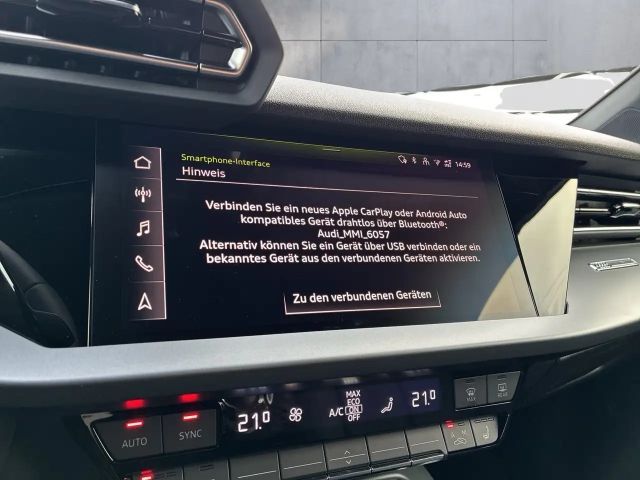 Smartphone-Interface
14:59
Hinweis
Verbinden Sie ein neues Apple CarPlay oder Android Auto
kompatibles Gerät drahtlos über Bluetooth®:
Audi_MMI_6057
Alternativ können Sie ein Gerät über USB verbinden oder ein
bekanntes Gerät aus den verbundenen Geräten aktivieren.
Zu den verbundenen Geräten
21.0
A/C
MAX
ECO
ON
OFF
21.0
MAX
REAR
AUTO
SYNC
A
M